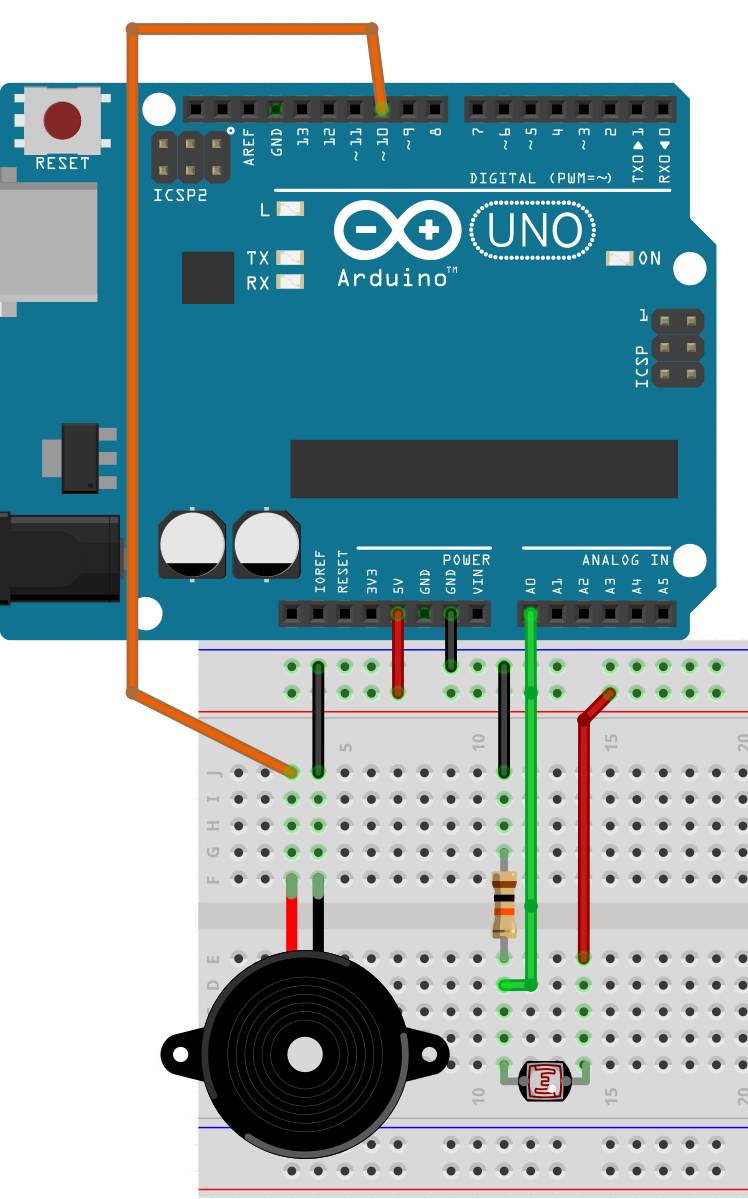 RESET
ICSP2
AREF
GND
13
12
~11
~10
~9
8
7
~6
~5
4
~3
2
TX0 1
RX0 0
DIGITAL (PWM=~)
L
TX
RX
UNO
Arduino™
ON
1
ICSP
IOREF
RESET
3V3
5V
GND
GND
VIN
POWER
ANALOG IN
A0
A1
A2
A3
A4
A5
5
10
15
20
J
I
H
G
F
E
D
10
15
20